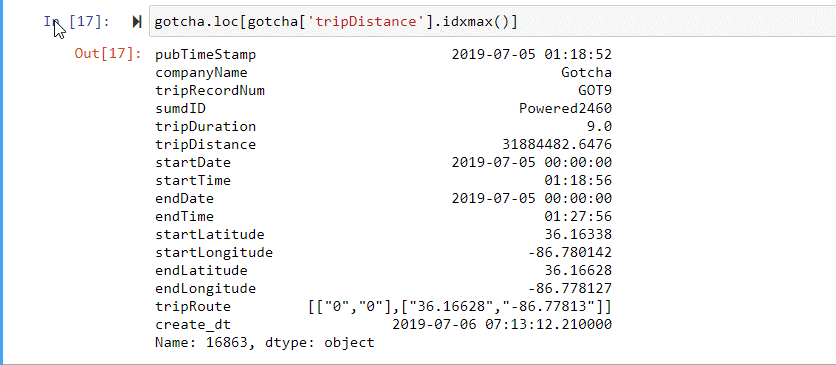 In [17]: gotcha.loc[gotcha['tripDistance'].idxmax()]
Out[17]: pubTimeStamp 2019-07-05 01:18:52
companyName Gotcha
tripRecordNum GOT9
sumdID Powered2460
tripDuration 9.0
tripDistance 31884482.6476
startDate 2019-07-05 00:00:00
startTime 01:18:56
endDate 2019-07-05 00:00:00
endTime 01:27:56
startLatitude 36.16338
startLongitude -86.780142
endLatitude 36.16628
endLongitude -86.778127
tripRoute [["0","0"],["36.16628","-86.77813"]]
create_dt 2019-07-06 07:13:12.210000
Name: 16863, dtype: object